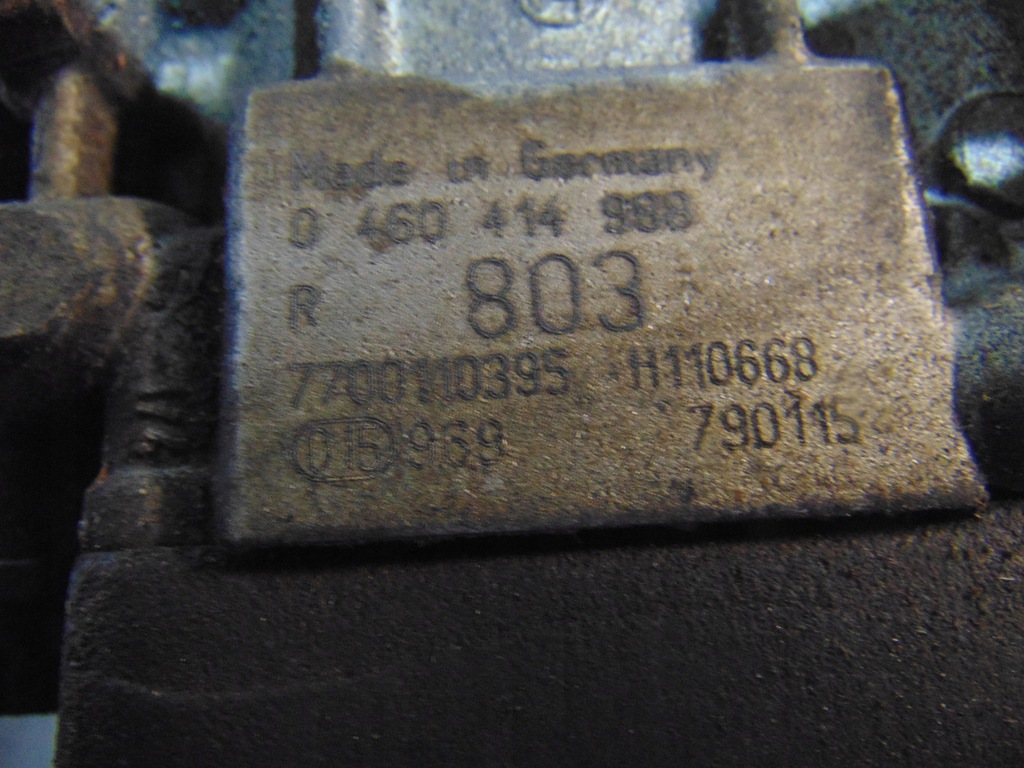 Made in Germany
0 460 414 988
R 803
7700110395 H110668
015 969 790115